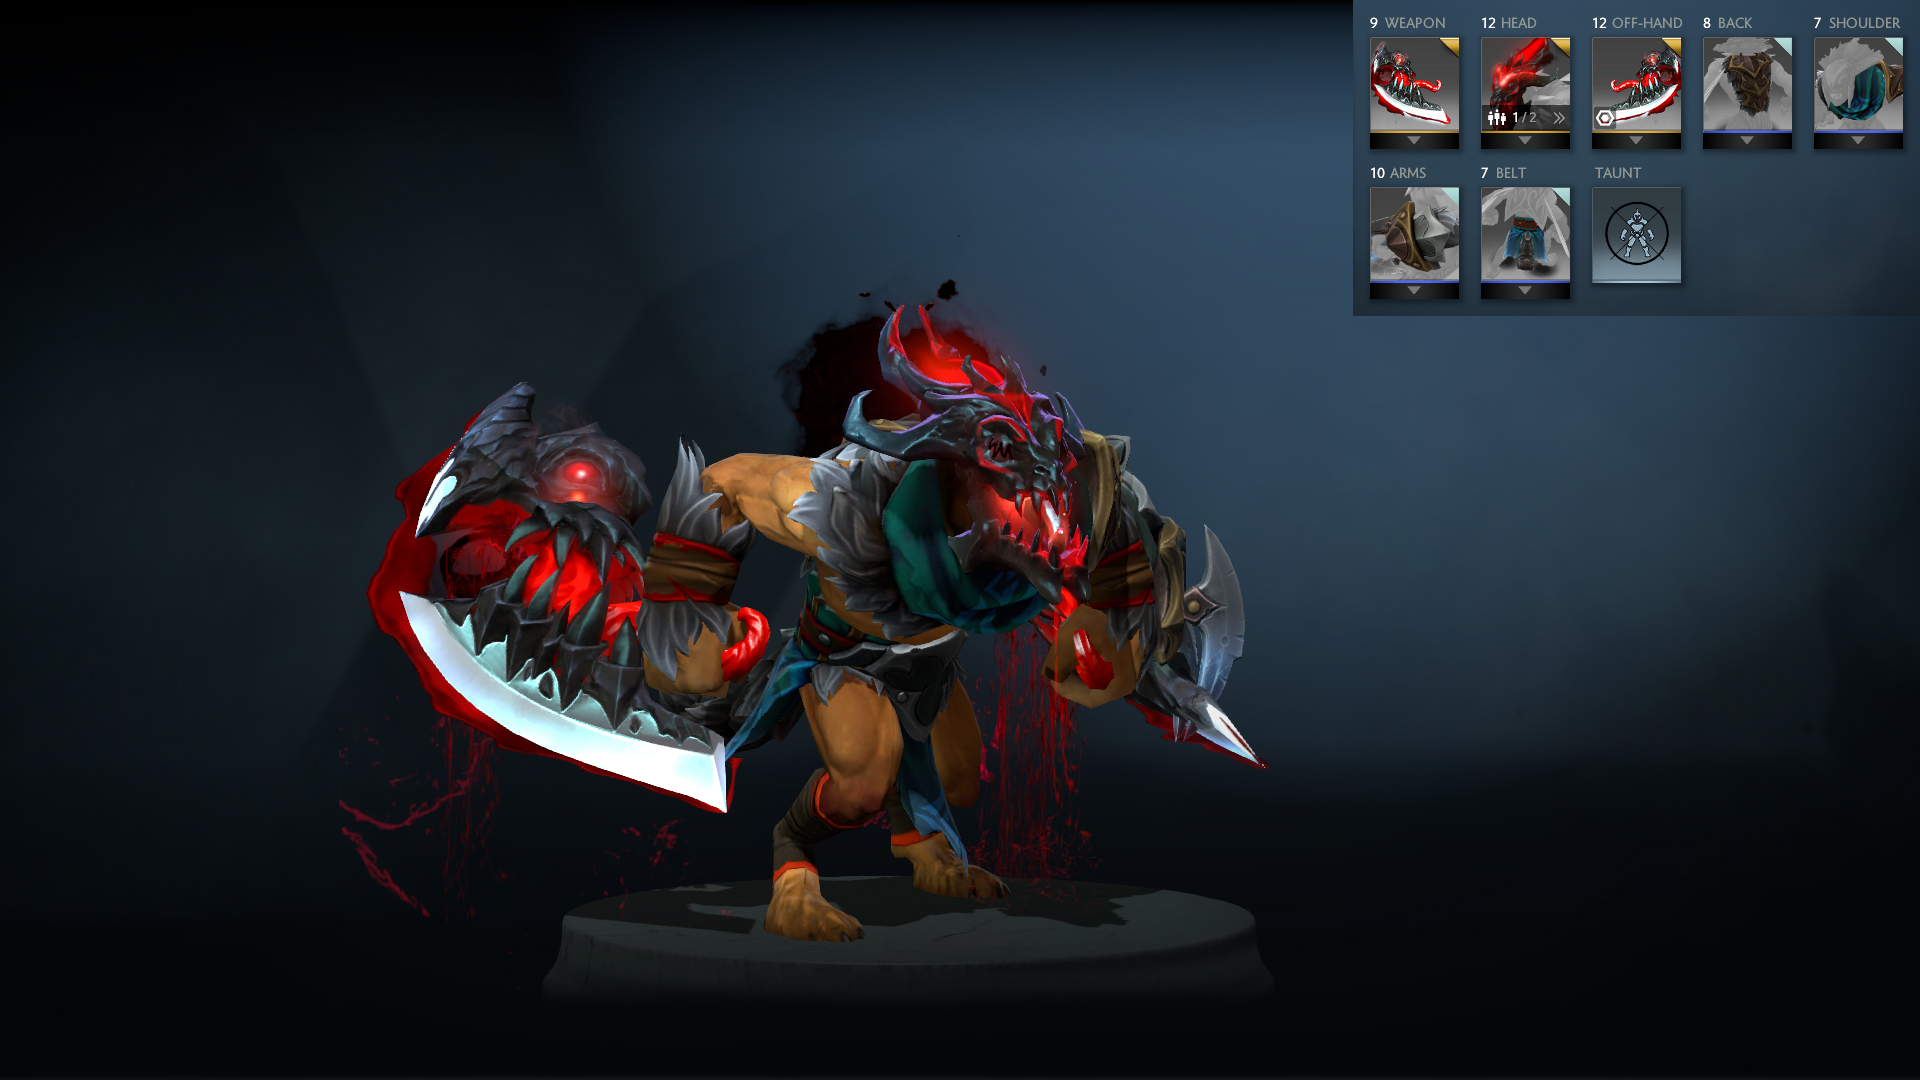 9 WEAPON 12 HEAD 12 OFF-HAND 8 BACK 7 SHOULDER
1/2
10 ARMS 7 BELT TAUNT